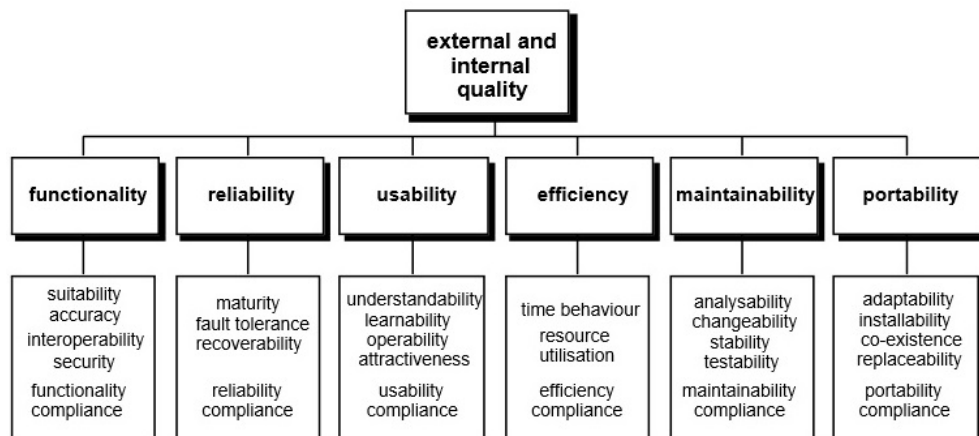 external and
internal
quality
functionality
reliability
usability
efficiency
maintainability
portability
suitability
accuracy
interoperability
security
functionality
compliance
maturity
fault tolerance
recoverability
reliability
compliance
understandability
learnability
operability
attractiveness
usability
compliance
time behaviour
resource
utilisation
efficiency
compliance
analysability
changeability
stability
testability
maintainability
compliance
adaptability
installability
co-existence
replaceability
portability
compliance